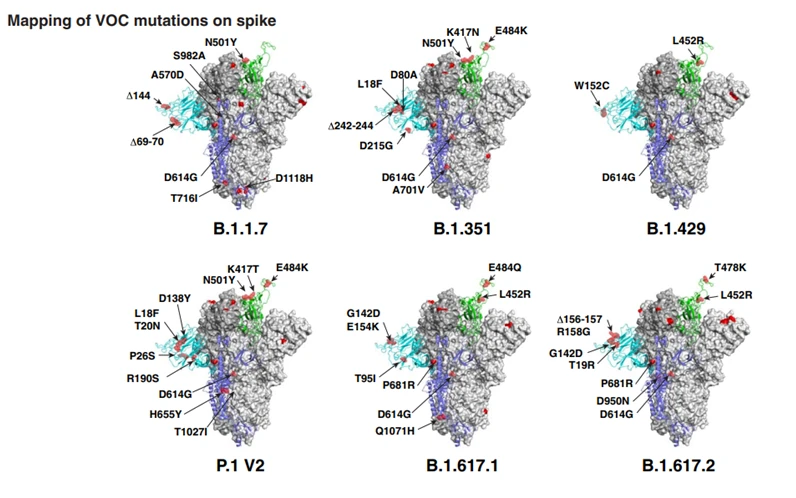 Mapping of VOC mutations on spike
N501Y
S982A
A570D
Δ144
Δ69-70
D614G
T716I
D1118H
B.1.1.7
K417N
E484K
N501Y
D80A
L18F
Δ242-244
D215G
D614G
A701V
B.1.351
L452R
W152C
D614G
B.1.429
K417T
E484K
N501Y
D138Y
L18F
T20N
P26S
R190S
D614G
H655Y
T1027I
P.1 V2
E484Q
L452R
G142D
E154K
T95I
P681R
D614G
Q1071H
B.1.617.1
T478K
L452R
Δ156-157
R158G
G142D
T19R
P681R
D950N
D614G
B.1.617.2